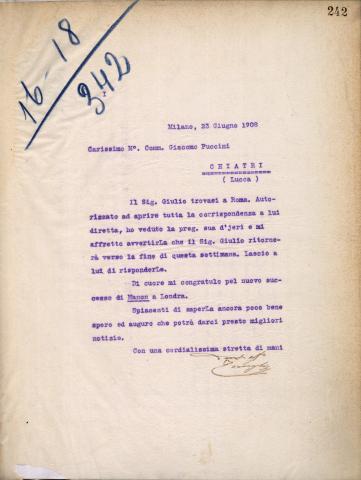 242
16-18
342
I
Milano, 23 Giugno 1908
Carissimo M°. Comm. Giacomo Puccini
CHIATRI
( Lucca )
Il Sig. Giulio trovasi a Roma. Auto-
rizzato ad aprire tutta la corrispondenza a lui
diretta, ho veduto la preg. sua d'jeri e mi
affretto avvertirLa che il Sig. Giulio ritorne-
rà verso la fine di questa settimana. Lascio a
lui di risponderLe.
Di cuore mi congratulo pel nuovo suc-
cesso di Manon a Londra.
Spiacenti di saperLa ancora poco bene
spero ed auguro che potrà darci presto migliori
notizie.
Con una cordialissima stretta di mani